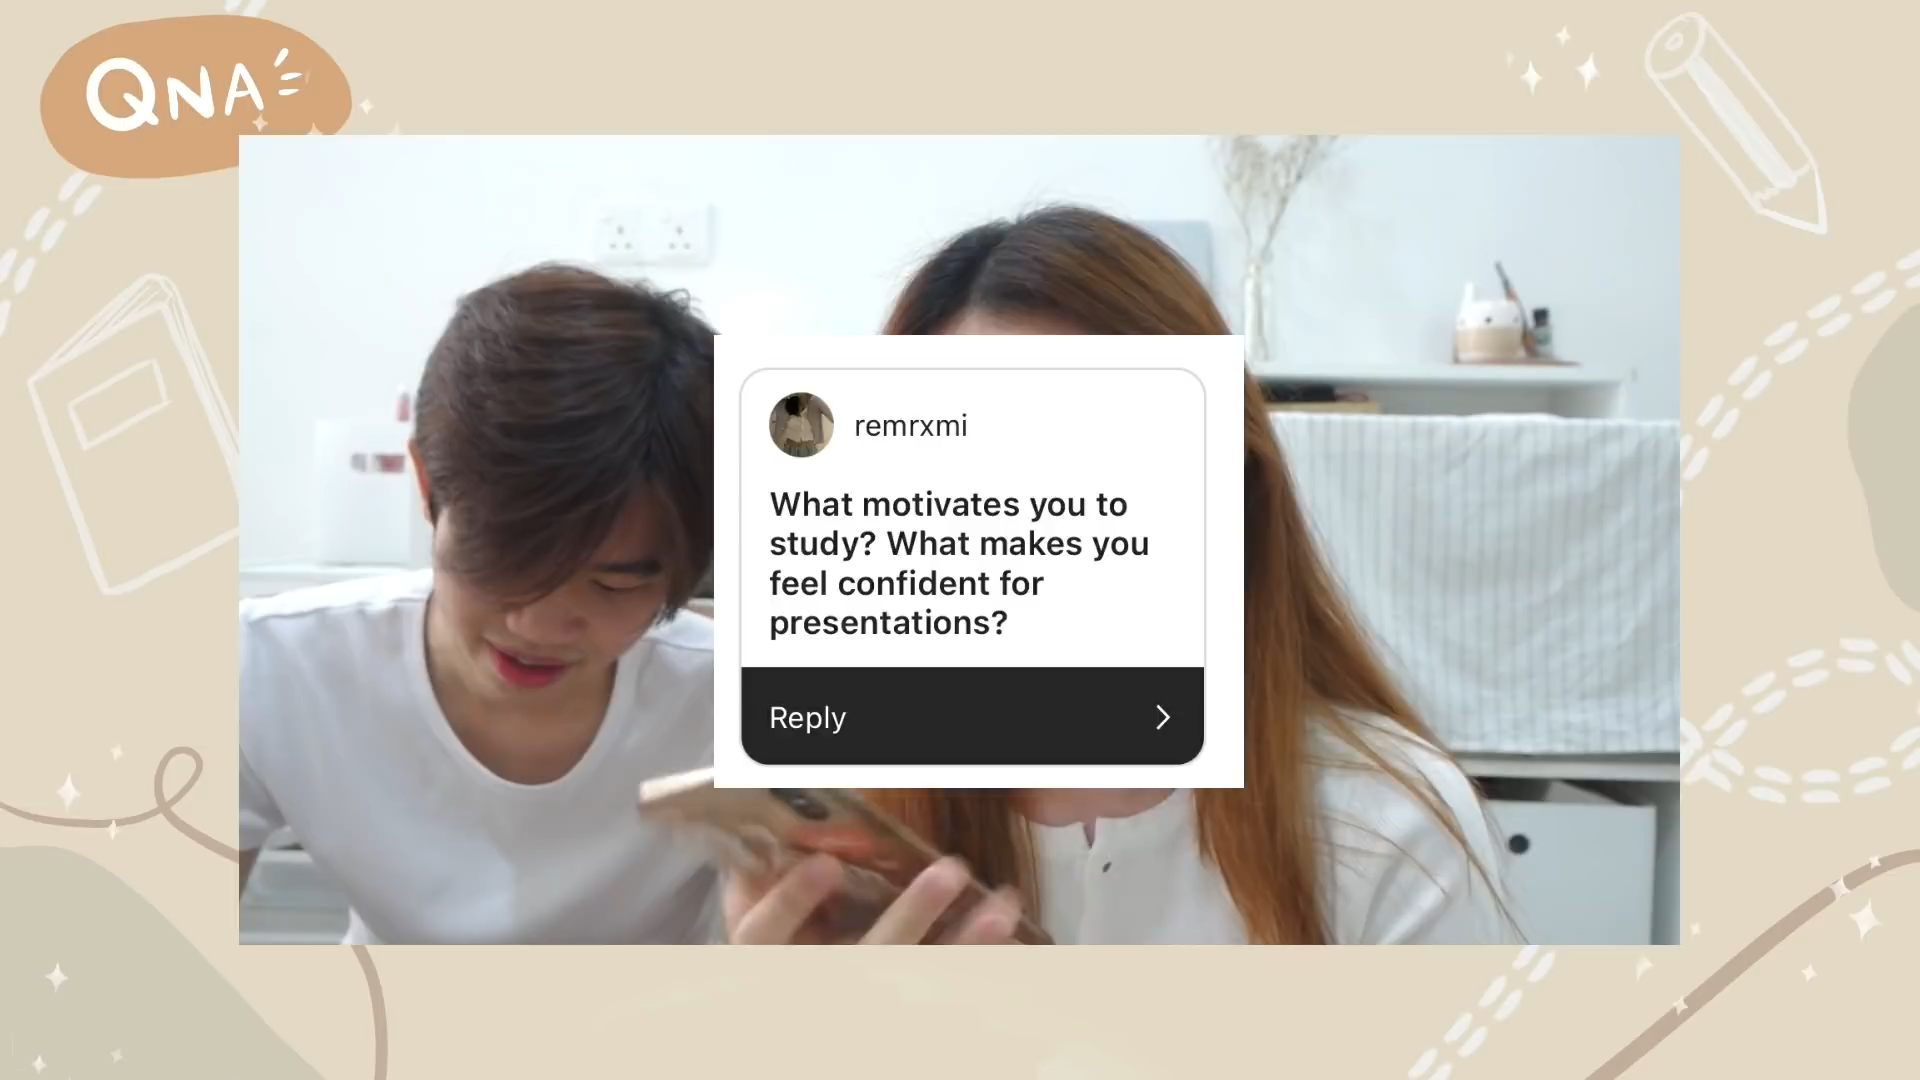 QNA
remrxmi
What motivates you to
study? What makes you
feel confident for
presentations?
Reply